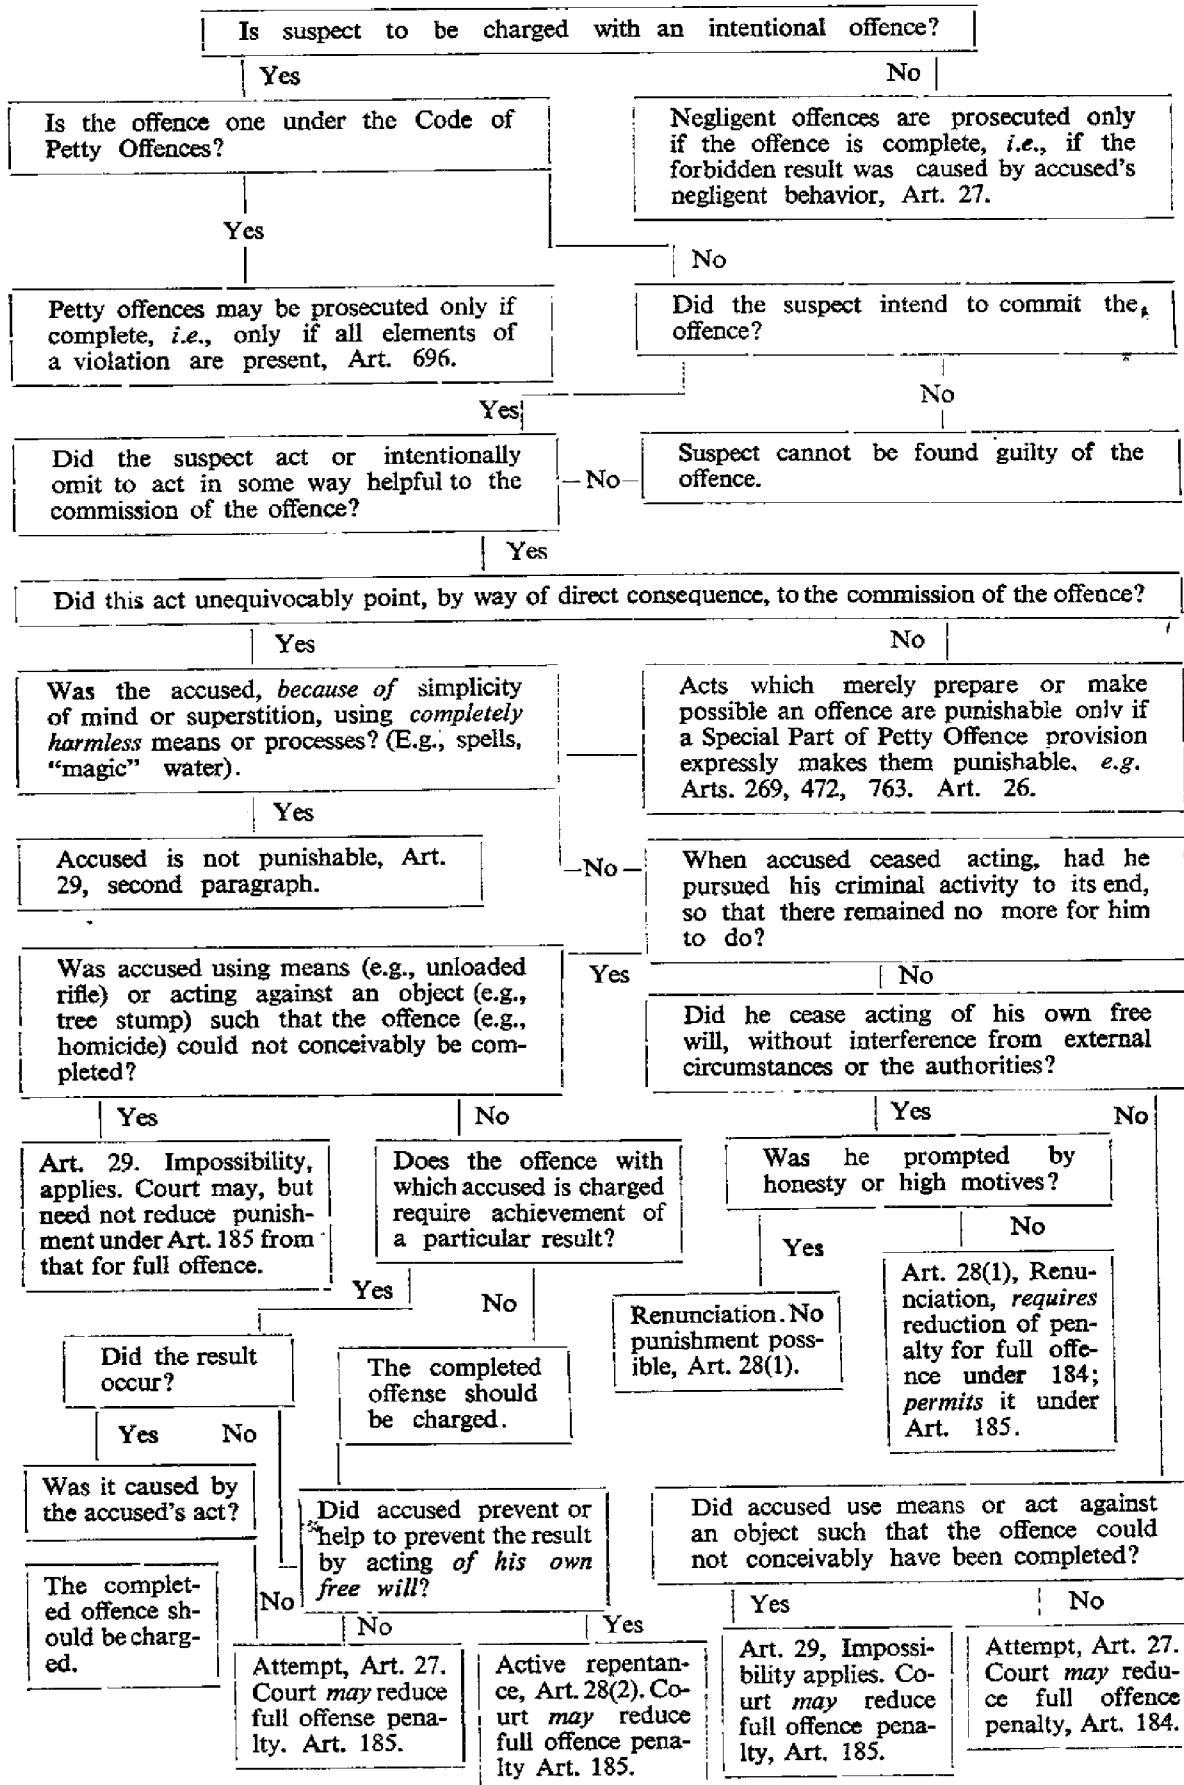 Is suspect to be charged with an intentional offence?
Yes
No
Is the offence one under the Code of
Petty Offences?
Negligent offences are prosecuted only
if the offence is complete, i.e., if the
forbidden result was caused by accused's
negligent behavior, Art. 27.
Yes
No
Petty offences may be prosecuted only if
complete, i.e., only if all elements of
a violation are present, Art. 696.
Did the suspect intend to commit the
offence?
Yes
No
Did the suspect act or intentionally
omit to act in some way helpful to the
commission of the offence?
No
Suspect cannot be found guilty of the
offence.
Yes
Did this act unequivocably point, by way of direct consequence, to the commission of the offence?
Yes
No
Was the accused, because of simplicity
of mind or superstition, using completely
harmless means or processes? (E.g., spells,
"magic" water).
Acts which merely prepare or make
possible an offence are punishable only if
a Special Part of Petty Offence provision
expressly makes them punishable, e.g.
Arts. 269, 472, 763. Art. 26.
Yes
Accused is not punishable, Art.
29, second paragraph.
No
When accused ceased acting, had he
pursued his criminal activity to its end,
so that there remained no more for him
to do?
Yes
No
Was accused using means (e.g., unloaded
rifle) or acting against an object (e.g.,
tree stump) such that the offence (e.g.,
homicide) could not conceivably be com-
pleted?
Did he cease acting of his own free
will, without interference from external
circumstances or the authorities?
Yes
No
Yes
No
Art. 29. Impossibility,
applies. Court may, but
need not reduce punish-
ment under Art. 185 from
that for full offence.
Does the offence with
which accused is charged
require achievement of
a particular result?
Was he prompted by
honesty or high motives?
Yes
No
Yes
No
Did the result
occur?
The completed
offense should
be charged.
Renunciation. No
punishment poss-
ible, Art. 28(1).
Art. 28(1), Renu-
nciation, requires
reduction of pen-
alty for full offe-
nce under 184;
permits it under
Art. 185.
Yes
No
Was it caused by
the accused's act?
Did accused prevent or
help to prevent the result
by acting of his own
free will?
Did accused use means or act against
an object such that the offence could
not conceivably have been completed?
The complet-
ed offence sh-
ould be charg-
ed.
No
No
Yes
Yes
No
Attempt, Art. 27.
Court may reduce
full offense pena-
lty. Art. 185.
Active repentan-
ce, Art. 28(2). Co-
urt may reduce
full offence pena-
lty Art. 185.
Art. 29, Impossi-
bility applies. Co-
urt may reduce
full offence pena-
lty, Art. 185.
Attempt, Art. 27.
Court may redu-
ce full offence
penalty, Art. 184.